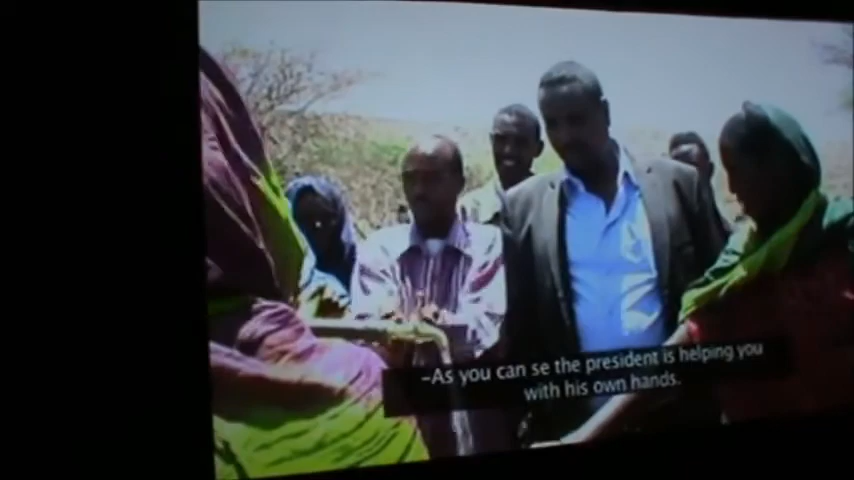 -As you can se the president is helping you
with his own hands.